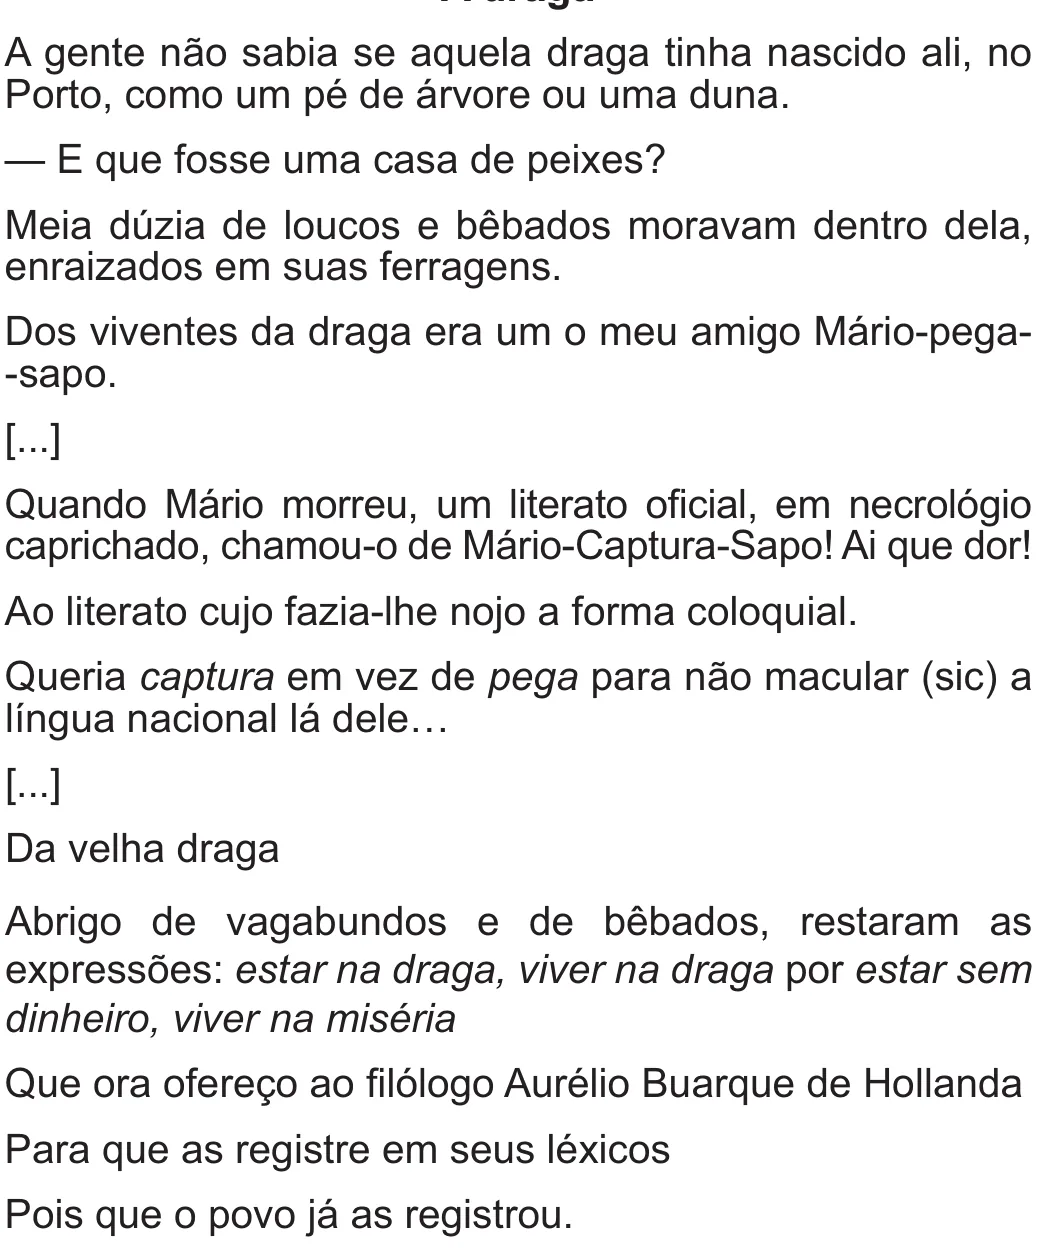 A draga
A gente não sabia se aquela draga tinha nascido ali, no
Porto, como um pé de árvore ou uma duna.
— E que fosse uma casa de peixes?
Meia dúzia de loucos e bêbados moravam dentro dela,
enraizados em suas ferragens.
Dos viventes da draga era um o meu amigo Mário-pega-
-sapo.
[...]
Quando Mário morreu, um literato oficial, em necrológio
caprichado, chamou-o de Mário-Captura-Sapo! Ai que dor!
Ao literato cujo fazia-lhe nojo a forma coloquial.
Queria captura em vez de pega para não macular (sic) a
língua nacional lá dele…
[...]
Da velha draga
Abrigo de vagabundos e de bêbados, restaram as
expressões: estar na draga, viver na draga por estar sem
dinheiro, viver na miséria
Que ora ofereço ao filólogo Aurélio Buarque de Hollanda
Para que as registre em seus léxicos
Pois que o povo já as registrou.